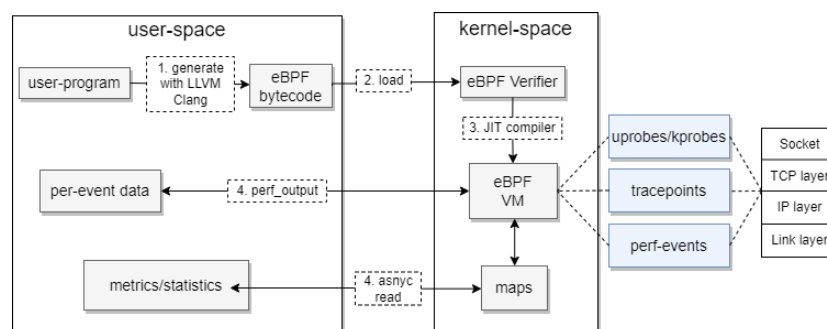 user-space
kernel-space
user-program
1. generate
with LLVM
Clang
eBPF
bytecode
2. load
eBPF Verifier
3. JIT compiler
uprobes/kprobes
tracepoints
perf-events
Socket
TCP layer
IP layer
Link layer
per-event data
4. perf_output
eBPF
VM
metrics/statistics
4. asnyc
read
maps